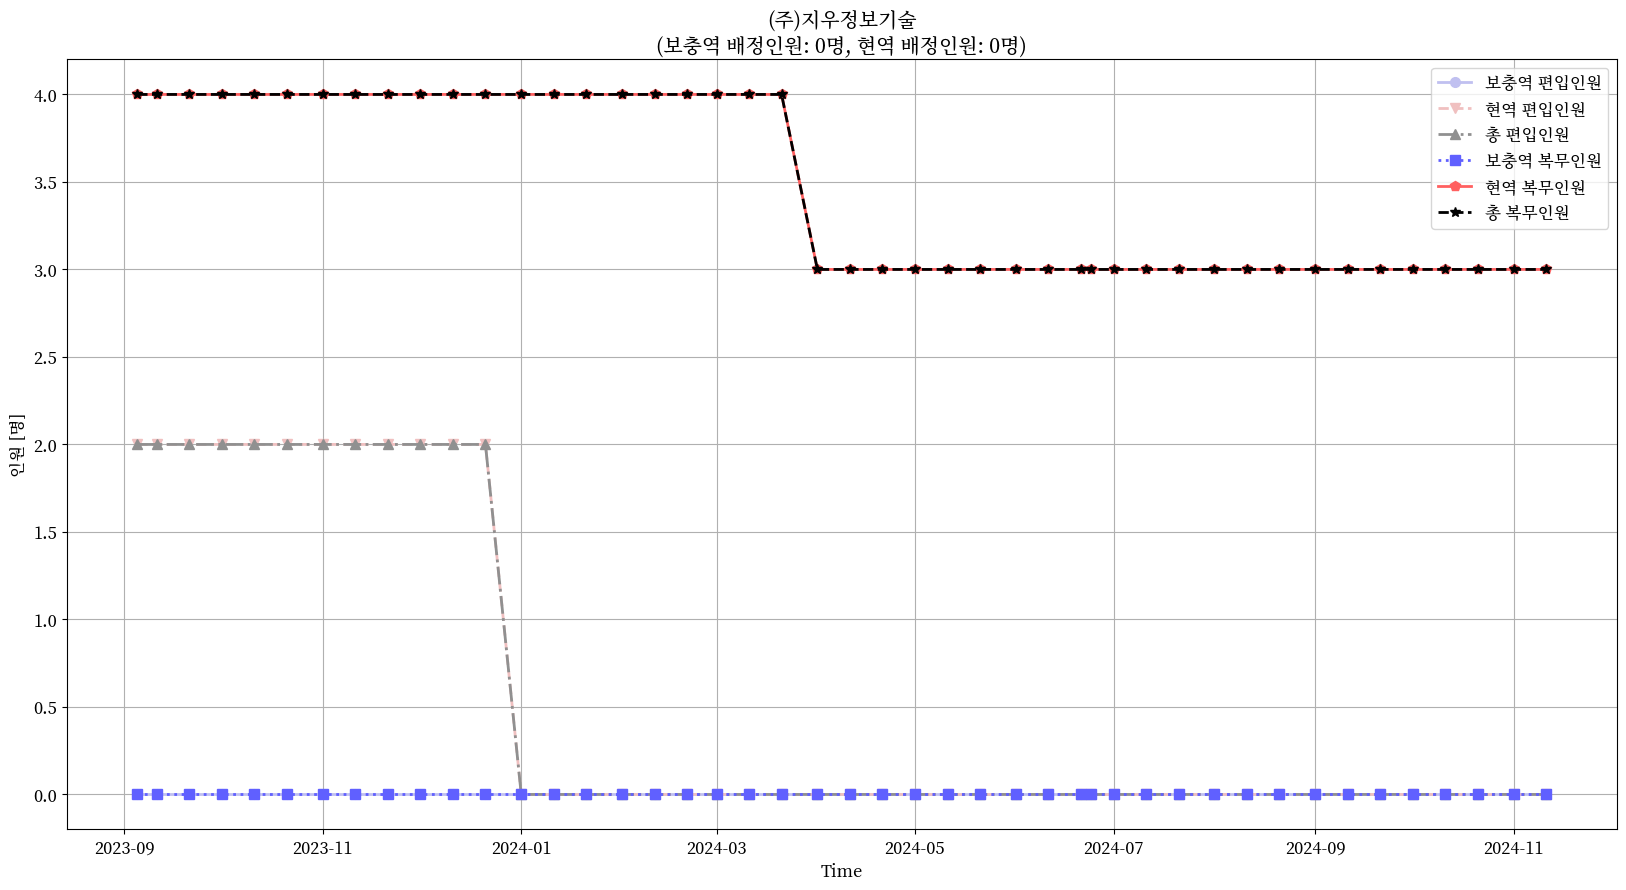 (주)지우정보기술
(보충역 배정인원: 0명, 현역 배정인원: 0명)
보충역 편입인원
현역 편입인원
총 편입인원
보충역 복무인원
현역 복무인원
총 복무인원
인원 [명]
4.0
3.5
3.0
2.5
2.0
1.5
1.0
0.5
0.0
2023-09
2023-11
2024-01
2024-03
2024-05
2024-07
2024-09
2024-11
Time